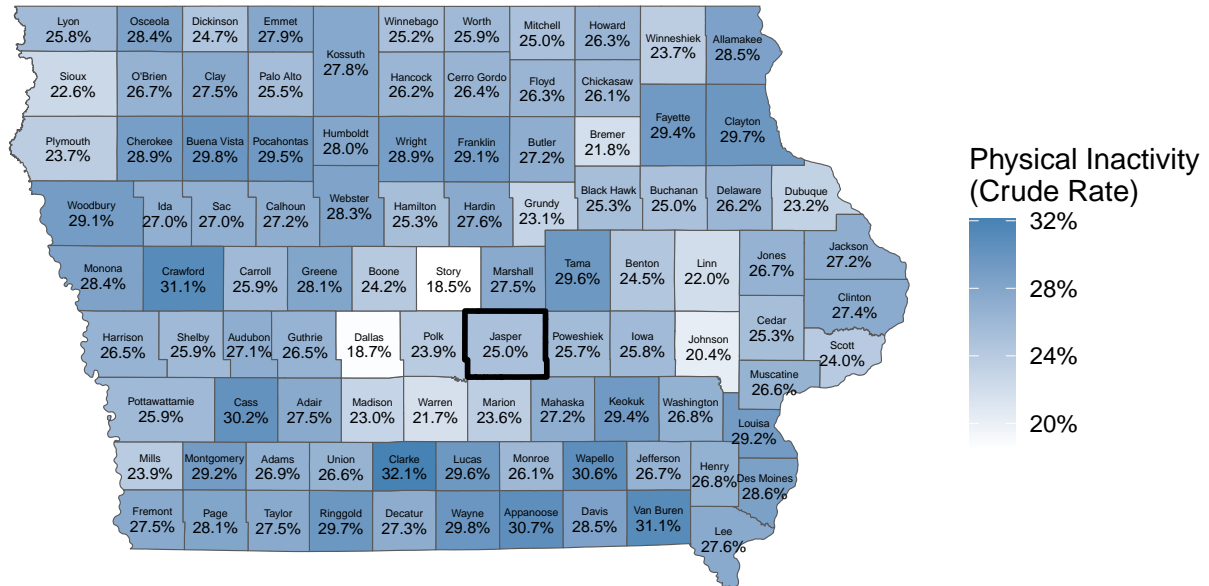 Lyon
25.8%
Osceola
28.4%
Dickinson
24.7%
Emmet
27.9%
Kossuth
27.8%
Winnebago
25.2%
Worth
25.9%
Mitchell
25.0%
Howard
26.3%
Winneshiek
23.7%
Allamakee
28.5%
Sioux
22.6%
O'Brien
26.7%
Clay
27.5%
Palo Alto
25.5%
Hancock
26.2%
Cerro Gordo
26.4%
Floyd
26.3%
Chickasaw
26.1%
Fayette
29.4%
Clayton
29.7%
Plymouth
23.7%
Cherokee
28.9%
Buena Vista
29.8%
Pocahontas
29.5%
Humboldt
28.0%
Wright
28.9%
Franklin
29.1%
Butler
27.2%
Bremer
21.8%
Woodbury
29.1%
Ida
27.0%
Sac
27.0%
Calhoun
27.2%
Webster
28.3%
Hamilton
25.3%
Hardin
27.6%
Grundy
23.1%
Black Hawk
25.3%
Buchanan
25.0%
Delaware
26.2%
Dubuque
23.2%
Monona
28.4%
Crawford
31.1%
Carroll
25.9%
Greene
28.1%
Boone
24.2%
Story
18.5%
Marshall
27.5%
Tama
29.6%
Benton
24.5%
Linn
22.0%
Jones
26.7%
Jackson
27.2%
Clinton
27.4%
Harrison
26.5%
Shelby
25.9%
Audubon
27.1%
Guthrie
26.5%
Dallas
18.7%
Polk
23.9%
Jasper
25.0%
Poweshiek
25.7%
Iowa
25.8%
Johnson
20.4%
Cedar
25.3%
Scott
24.0%
Muscatine
26.6%
Pottawattamie
25.9%
Cass
30.2%
Adair
27.5%
Madison
23.0%
Warren
21.7%
Marion
23.6%
Mahaska
27.2%
Keokuk
29.4%
Washington
26.8%
Louisa
29.2%
Mills
23.9%
Montgomery
29.2%
Adams
26.9%
Union
26.6%
Clarke
32.1%
Lucas
29.6%
Monroe
26.1%
Wapello
30.6%
Jefferson
26.7%
Henry
26.8%
Des Moines
28.6%
Fremont
27.5%
Page
28.1%
Taylor
27.5%
Ringgold
29.7%
Decatur
27.3%
Wayne
29.8%
Appanoose
30.7%
Davis
28.5%
Van Buren
31.1%
Lee
27.6%
Physical Inactivity
(Crude Rate)
32%
28%
24%
20%